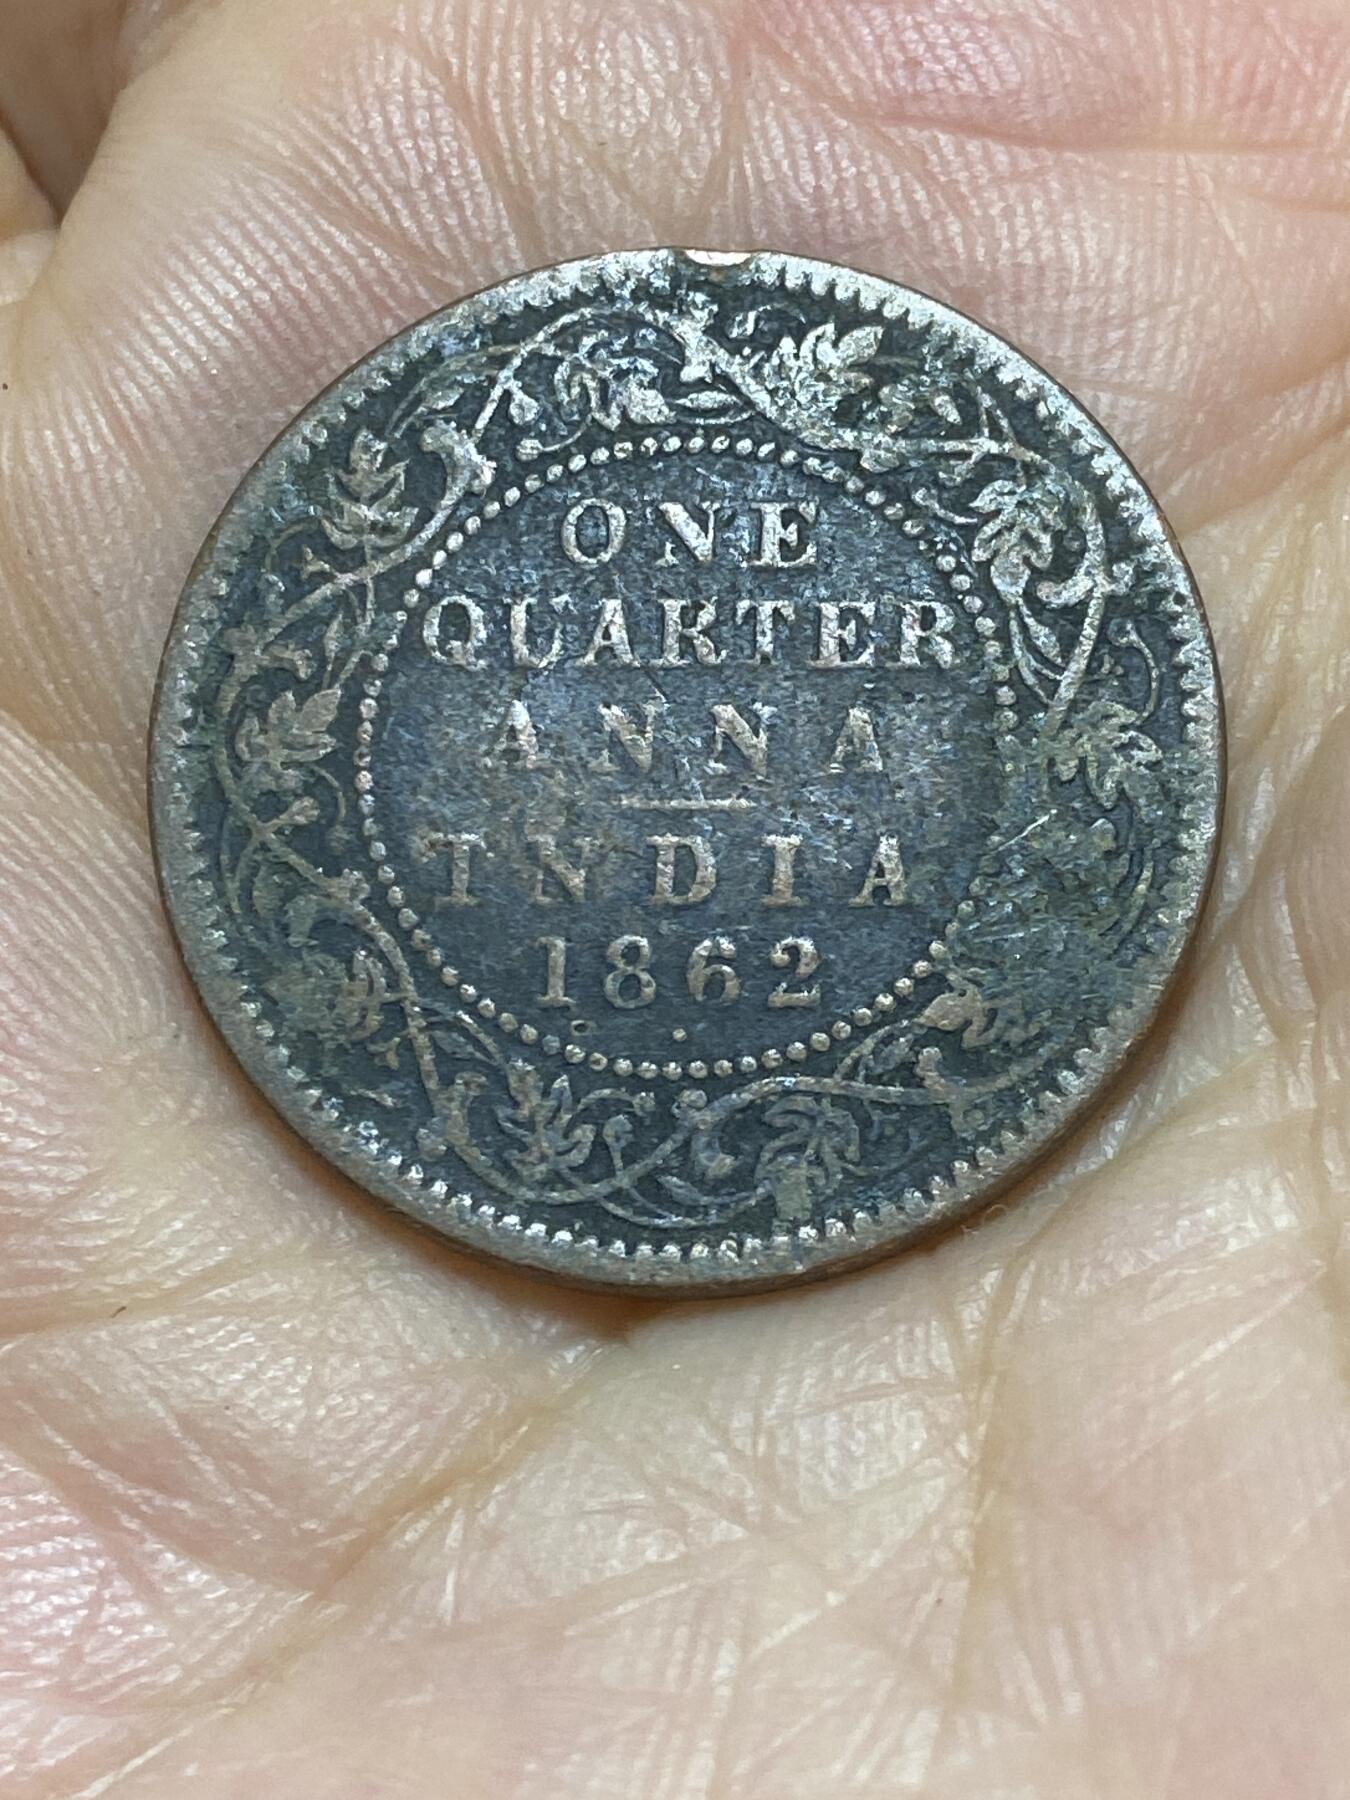 ONE
QUARTER
ANNA
INDIA
1862